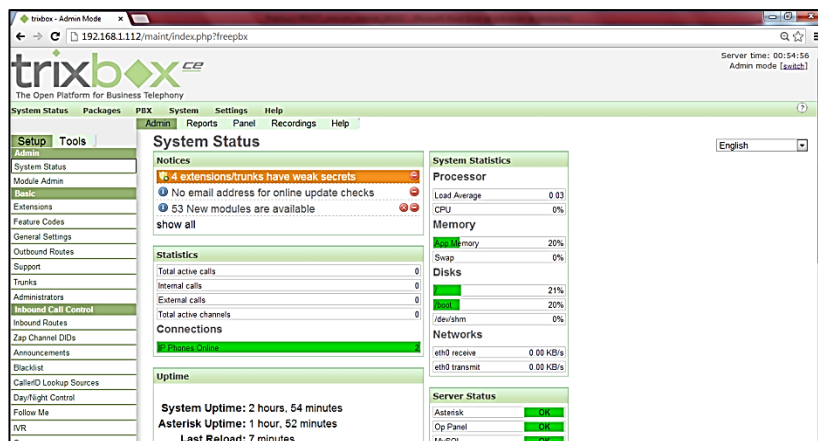 trixbox - Admin Mode
192.168.1.112/maint/index.php?freepbx
Server time: 00:54:56
Admin mode [switch]
trixbox ce
The Open Platform for Business Telephony
System Status Packages PBX System Settings Help
Admin Reports Panel Recordings Help
Setup Tools
English
Admin
System Status
Module Admin
Basic
Extensions
Feature Codes
General Settings
Outbound Routes
Support
Trunks
Administrators
Inbound Call Control
Inbound Routes
Zap Channel DIDs
Announcements
Blacklist
CallerID Lookup Sources
Day/Night Control
Follow Me
IVR
System Status
Notices
4 extensions/trunks have weak secrets
No email address for online update checks
53 New modules are available
show all
Statistics
Total active calls 0
Internal calls 0
External calls 0
Total active channels 0
Connections
IP Phones Online 2
Uptime
System Uptime: 2 hours, 54 minutes
Asterisk Uptime: 1 hour, 52 minutes
Last Reload: 7 minutes
System Statistics
Processor
Load Average 0.03
CPU 0%
Memory
App Memory 20%
Swap 0%
Disks
/ 21%
/boot 20%
/dev/shm 0%
Networks
eth0 receive 0.00 KB/s
eth0 transmit 0.00 KB/s
Server Status
Asterisk OK
Op Panel OK
MySQL OK